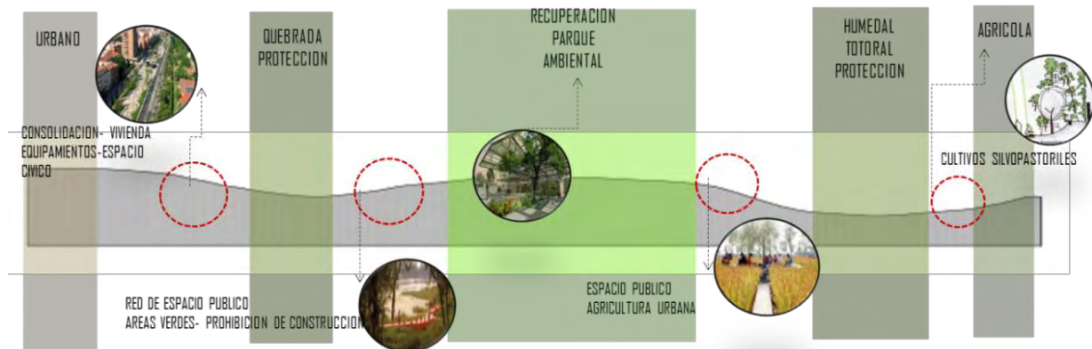 URBANO
QUEBRADA
PROTECCION
RECUPERACION
PARQUE
AMBIENTAL
HUMEDAL
TOTORAL
PROTECCION
AGRICOLA
CONSOLIDACION- VIVIENDA
EQUIPAMIENTOS-ESPACIO
CIVICO
CULTIVOS SILVOPASTORILES
RED DE ESPACIO PUBLICO
AREAS VERDES- PROHIBICION DE CONSTRUCCION
ESPACIO PUBLICO
AGRICULTURA URBANA